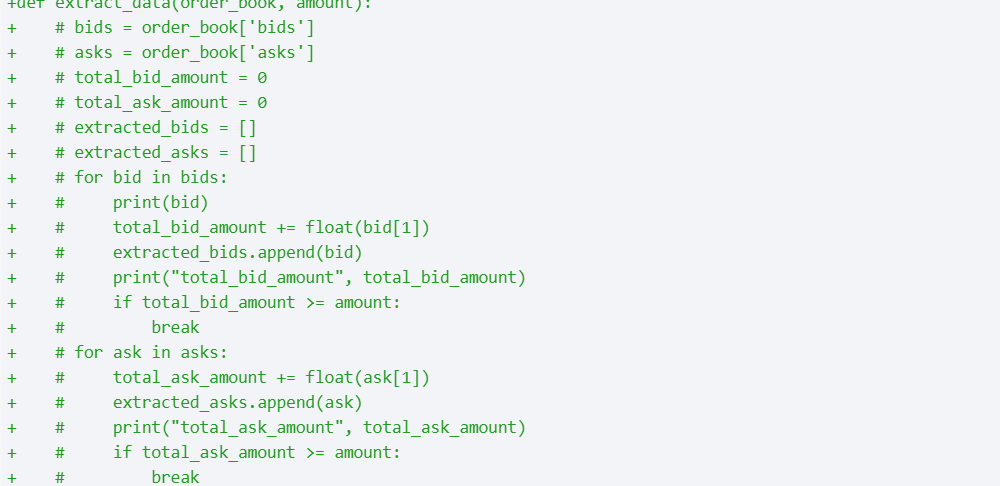 +def extract_data(order_book, amount):
+    # bids = order_book['bids']
+    # asks = order_book['asks']
+    # total_bid_amount = 0
+    # total_ask_amount = 0
+    # extracted_bids = []
+    # extracted_asks = []
+    # for bid in bids:
+    #     print(bid)
+    #     total_bid_amount += float(bid[1])
+    #     extracted_bids.append(bid)
+    #     print("total_bid_amount", total_bid_amount)
+    #     if total_bid_amount >= amount:
+    #         break
+    # for ask in asks:
+    #     total_ask_amount += float(ask[1])
+    #     extracted_asks.append(ask)
+    #     print("total_ask_amount", total_ask_amount)
+    #     if total_ask_amount >= amount:
+    #         break